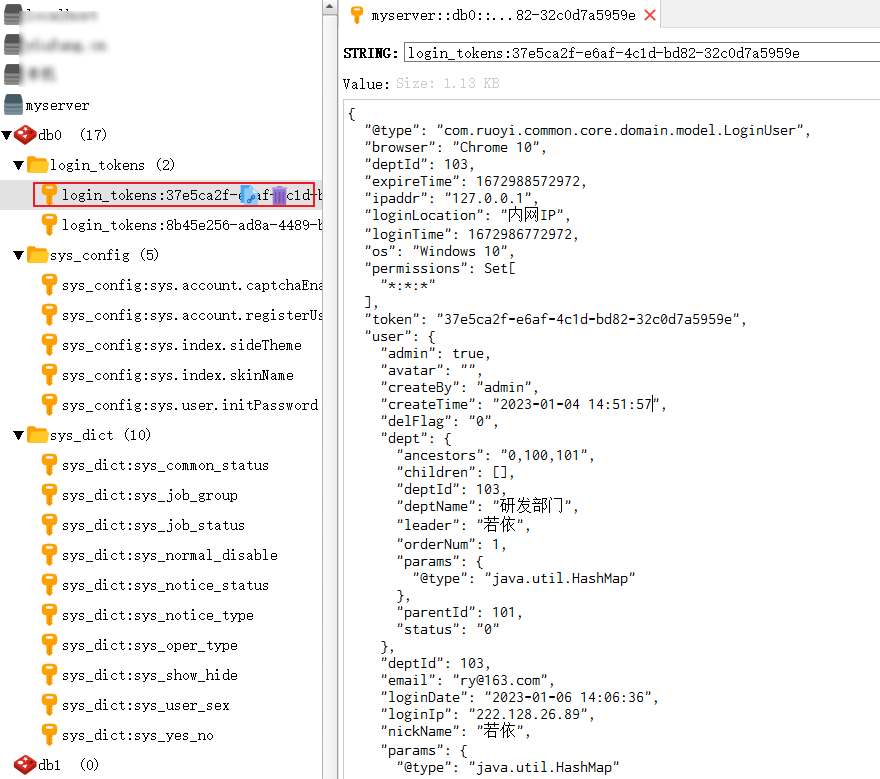 myserver
db0 (17)
login_tokens (2)
login_tokens:37e5ca2f-e6af-4c1d-b
login_tokens:8b45e256-ad8a-4489-b
sys_config (5)
sys_config:sys.account.captchaEna
sys_config:sys.account.registerUs
sys_config:sys.index.sideTheme
sys_config:sys.index.skinName
sys_config:sys.user.initPassword
sys_dict (10)
sys_dict:sys_common_status
sys_dict:sys_job_group
sys_dict:sys_job_status
sys_dict:sys_normal_disable
sys_dict:sys_notice_status
sys_dict:sys_notice_type
sys_dict:sys_oper_type
sys_dict:sys_show_hide
sys_dict:sys_user_sex
sys_dict:sys_yes_no
db1 (0)
myserver::db0::...82-32c0d7a5959e
STRING: login_tokens:37e5ca2f-e6af-4c1d-bd82-32c0d7a5959e
Value: Size: 1.13 KB
{
"@type": "com.ruoyi.common.core.domain.model.LoginUser",
"browser": "Chrome 10",
"deptId": 103,
"expireTime": 1672988572972,
"ipaddr": "127.0.0.1",
"loginLocation": "内网IP",
"loginTime": 1672986772972,
"os": "Windows 10",
"permissions": Set[
"*:*:*"
],
"token": "37e5ca2f-e6af-4c1d-bd82-32c0d7a5959e",
"user": {
"admin": true,
"avatar": "",
"createBy": "admin",
"createTime": "2023-01-04 14:51:57",
"delFlag": "0",
"dept": {
"ancestors": "0,100,101",
"children": [],
"deptId": 103,
"deptName": "研发部门",
"leader": "若依",
"orderNum": 1,
"params": {
"@type": "java.util.HashMap"
},
"parentId": 101,
"status": "0"
},
"deptId": 103,
"email": "ry@163.com",
"loginDate": "2023-01-06 14:06:36",
"loginIp": "222.128.26.89",
"nickName": "若依",
"params": {
"@type": "java.util.HashMap"